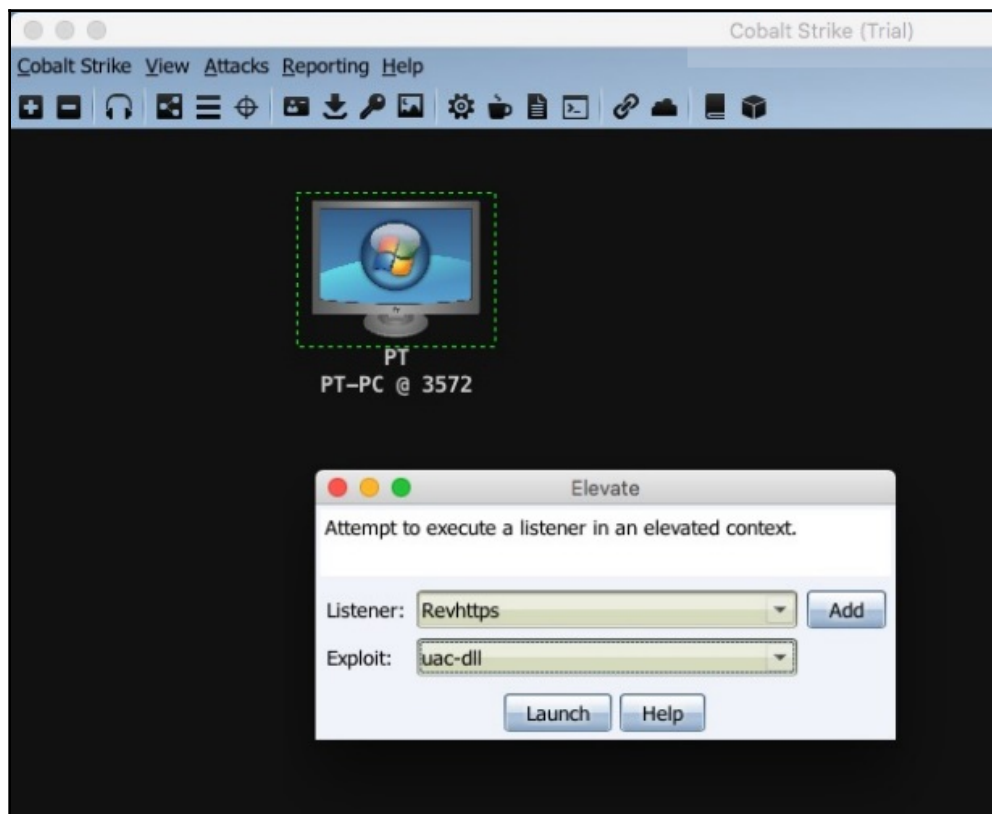 Cobalt Strike (Trial)
Cobalt Strike View Attacks Reporting Help
PT
PT-PC @ 3572
Elevate
Attempt to execute a listener in an elevated context.
Listener: Revhttps Add
Exploit: uac-dll
Launch Help